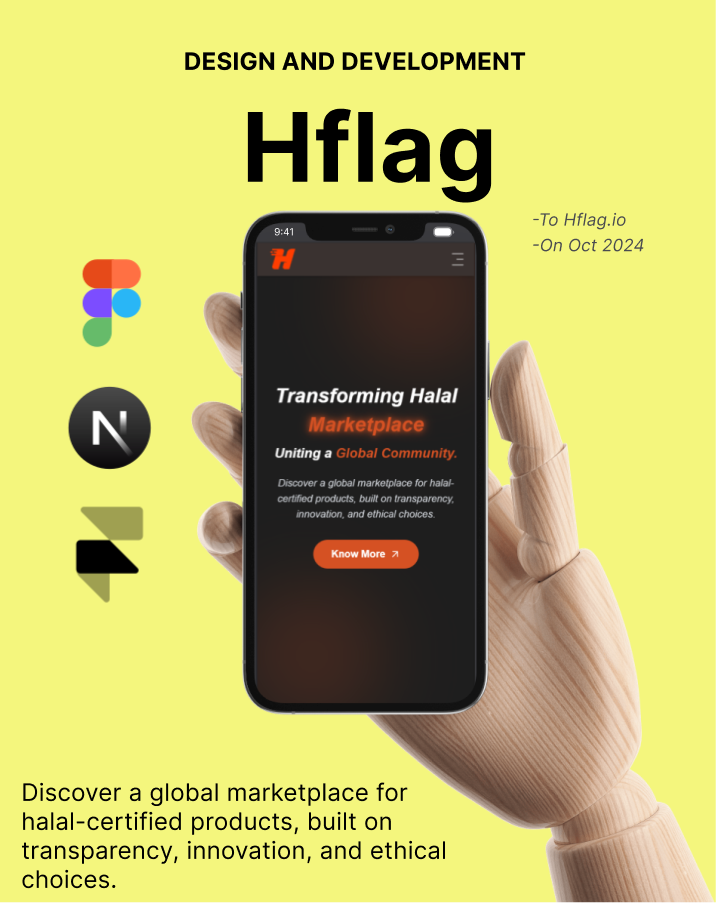 DESIGN AND DEVELOPMENT
Hflag
-To Hflag.io
-On Oct 2024
9:41
H
N
Transforming Halal
Marketplace
Uniting a Global Community.
Discover a global marketplace for halal-
certified products, built on transparency,
innovation, and ethical choices.
Know More
Discover a global marketplace for
halal-certified products, built on
transparency, innovation, and ethical
choices.